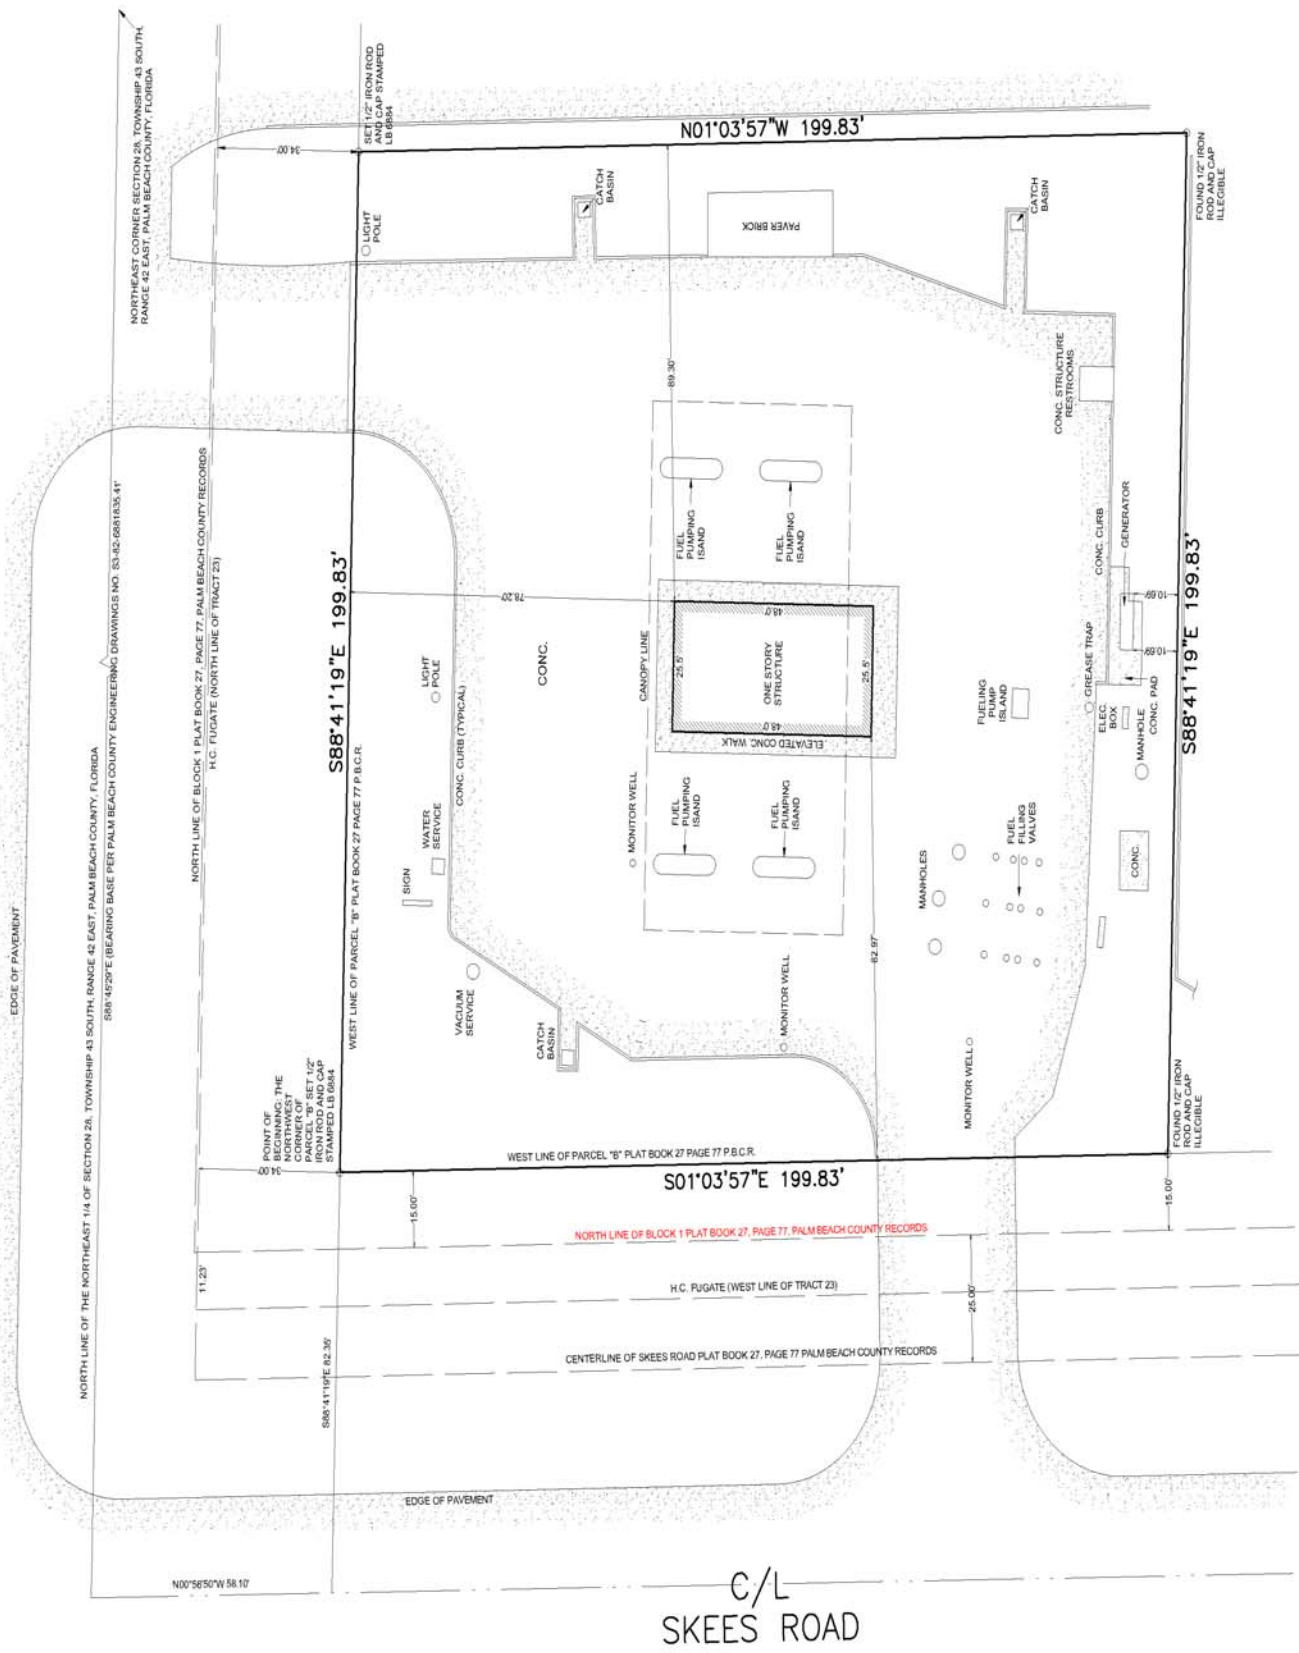 NORTHEAST CORNER SECTION 28, TOWNSHIP 43 SOUTH,
RANGE 42 EAST, PALM BEACH COUNTY, FLORIDA
SET 1/2" IRON ROD
AND CAP STAMPED
LB 6884
34.00'
N01°03'57"W 199.83'
FOUND 1/2" IRON
ROD AND CAP
ILLEGIBLE
LIGHT
POLE
CATCH
BASIN
PAVER BRICK
CATCH
BASIN
89.30'
CONC. STRUCTURE
RESTROOMS
EDGE OF PAVEMENT
NORTH LINE OF THE NORTHEAST 1/4 OF SECTION 28, TOWNSHIP 43 SOUTH, RANGE 42 EAST, PALM BEACH COUNTY, FLORIDA
S88°45'29"E (BEARING BASE PER PALM BEACH COUNTY ENGINEERING DRAWINGS NO. S3-82-6881835.41'
NORTH LINE OF BLOCK 1 PLAT BOOK 27, PAGE 77, PALM BEACH COUNTY RECORDS
H.C. FUGATE (NORTH LINE OF TRACT 23)
S88°41'19"E 199.83'
WEST LINE OF PARCEL "B" PLAT BOOK 27 PAGE 77 P.B.C.R.
78.20'
LIGHT
POLE
CONC. CURB (TYPICAL)
CONC.
WATER
SERVICE
SIGN
VACUUM
SERVICE
CATCH
BASIN
CANOPY LINE
FUEL
PUMPING
ISAND
FUEL
PUMPING
ISAND
48.0'
25.5'
ONE STORY
STRUCTURE
25.5'
48.0'
ELEVATED CONC. WALK
FUEL
PUMPING
ISAND
FUEL
PUMPING
ISAND
MONITOR WELL
MONITOR WELL
MONITOR WELL
62.97'
FUELING
PUMP
ISLAND
MANHOLES
FUEL
FILLING
VALVES
CONC. CURB
GENERATOR
GREASE TRAP
10.69'
10.69'
ELEC.
BOX
CONC. PAD
MANHOLE
CONC.
S88°41'19"E 199.83'
FOUND 1/2" IRON
ROD AND CAP
ILLEGIBLE
POINT OF
BEGINNING: THE
NORTHWEST
CORNER OF
PARCEL "B" SET 1/2"
IRON ROD AND CAP
STAMPED LB 6884
34.00'
WEST LINE OF PARCEL "B" PLAT BOOK 27 PAGE 77 P.B.C.R.
S01°03'57"E 199.83'
15.00'
15.00'
NORTH LINE OF BLOCK 1 PLAT BOOK 27, PAGE 77, PALM BEACH COUNTY RECORDS
11.23'
H.C. FUGATE (WEST LINE OF TRACT 23)
25.00'
CENTERLINE OF SKEES ROAD PLAT BOOK 27, PAGE 77 PALM BEACH COUNTY RECORDS
S88°41'19"E 82.35'
EDGE OF PAVEMENT
N00°56'50"W 58.10'
C/L
SKEES ROAD